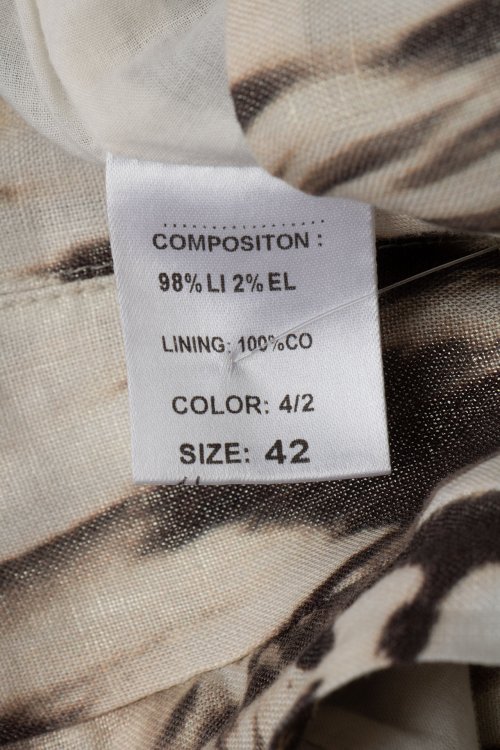 COMPOSITON :
98% LI 2% EL
LINING: 100%CO
COLOR: 4/2
SIZE: 42